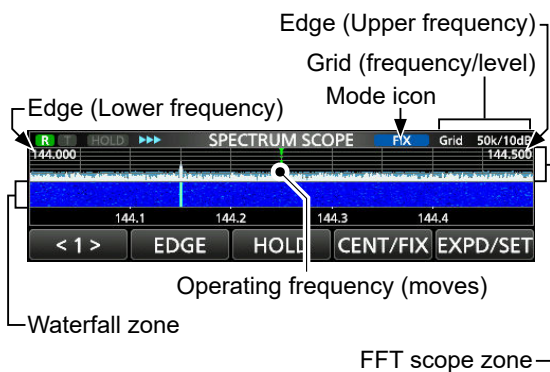 Edge (Upper frequency)
Grid (frequency/level)
Mode icon
Edge (Lower frequency)
R T HOLD SPECTRUM SCOPE FIX Grid 50k/10dB
144.000 144.500
144.1 144.2 144.3 144.4
< 1 > EDGE HOLD CENT/FIX EXPD/SET
Operating frequency (moves)
Waterfall zone
FFT scope zone